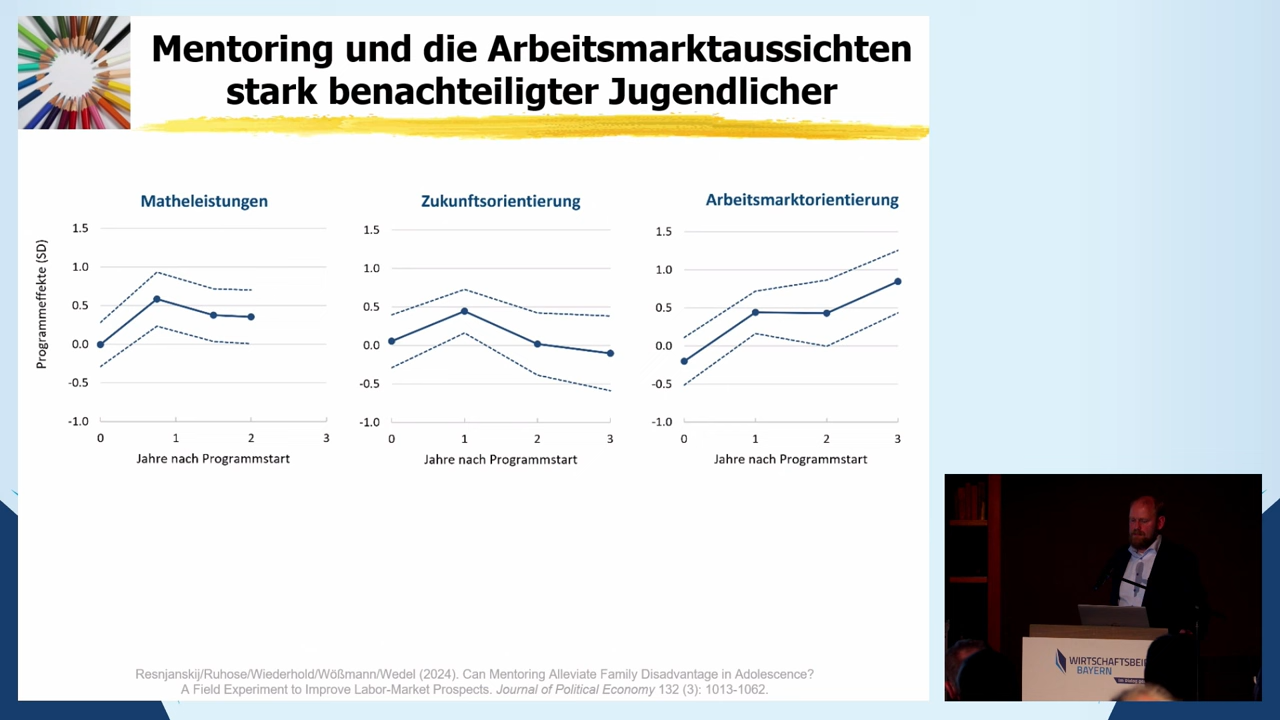 Mentoring und die Arbeitsmarktaussichten
stark benachteiligter Jugendlicher
Matheleistungen
Programmeffekte (SD)
1.5
1.0
0.5
0.0
-0.5
-1.0
0 1 2 3
Jahre nach Programmstart
Zukunftsorientierung
1.5
1.0
0.5
0.0
-0.5
-1.0
0 1 2 3
Jahre nach Programmstart
Arbeitsmarktorientierung
1.5
1.0
0.5
0.0
-0.5
-1.0
0 1 2 3
Jahre nach Programmstart
Resnjanskij/Ruhose/Wiederhold/Wößmann/Wedel (2024). Can Mentoring Alleviate Family Disadvantage in Adolescence?
A Field Experiment to Improve Labor-Market Prospects. Journal of Political Economy 132 (3): 1013-1062.
WIRTSCHAFTSBEI
BAYERN